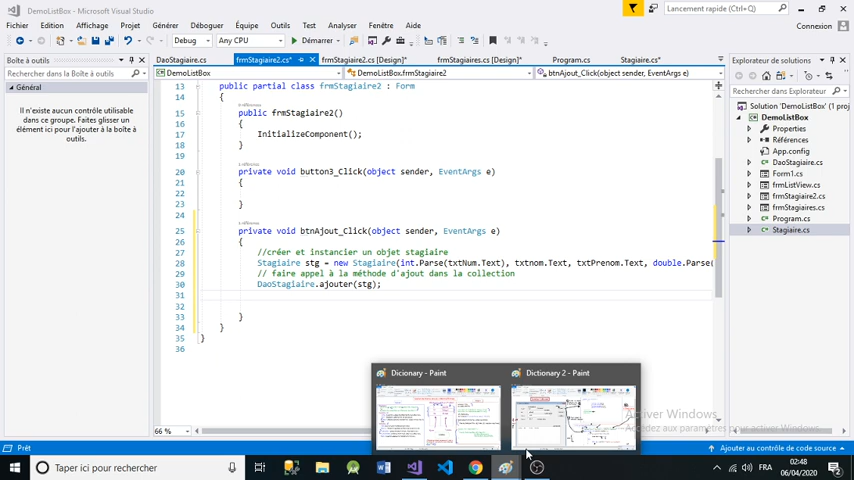 DemoListBox - Microsoft Visual Studio
Lancement rapide (Ctrl+Q)
Fichier Edition Affichage Projet Générer Déboguer Équipe Outils Test Analyser Fenêtre Aide
Connexion
Debug Any CPU Démarrer
Boîte à outils
DaoStagiaire.cs frmStagiaire2.cs* frmStagiaire2.cs [Design]* frmStagiaires.cs [Design]* Program.cs Stagiaire.cs*
Explorateur de solutions
Rechercher dans Boîte à outils
DemoListBox DemoListBox.frmStagiaire2 btnAjout_Click(object sender, EventArgs e)
Général
Il n'existe aucun contrôle utilisable
dans ce groupe. Faites glisser un
élément ici pour l'ajouter à la boîte à
outils.
13 public partial class frmStagiaire2 : Form
14 {
15 public frmStagiaire2()
16 {
17 InitializeComponent();
18 }
19
20 private void button3_Click(object sender, EventArgs e)
21 {
22
23 }
24
25 private void btnAjout_Click(object sender, EventArgs e)
26 {
27 //créer et instancier un objet stagiaire
28 Stagiaire stg = new Stagiaire(int.Parse(txtNum.Text), txtnom.Text, txtPrenom.Text, double.Parse(
29 // faire appel à la méthode d'ajout dans la collection
30 DaoStagiaire.ajouter(stg);
31
32
33 }
34 }
35 }
36
Rechercher dans Explorateur de
Solution 'DemoListBox' (1 proj
DemoListBox
Properties
Références
App.config
DaoStagiaire.cs
Form1.cs
frmListView.cs
frmStagiaire2.cs
frmStagiaires.cs
Program.cs
Stagiaire.cs
Dicionary - Paint
Dictionary 2 - Paint
Activer Windows
Accédez aux paramètres pour activer Windows.
66 %
Prêt
Ajouter au contrôle de code source
Taper ici pour rechercher
FRA
02:48
06/04/2020